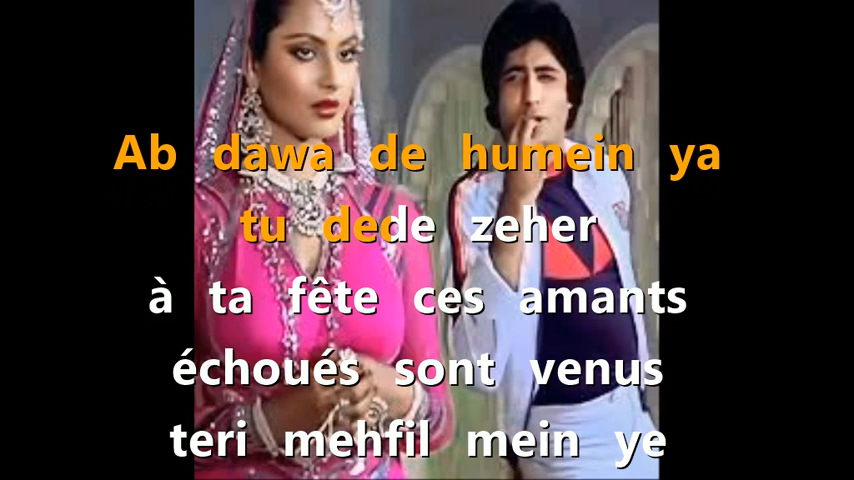 Ab dawa de humein ya
tu dede zeher
à ta fête ces amants
échoués sont venus
teri mehfil mein ye